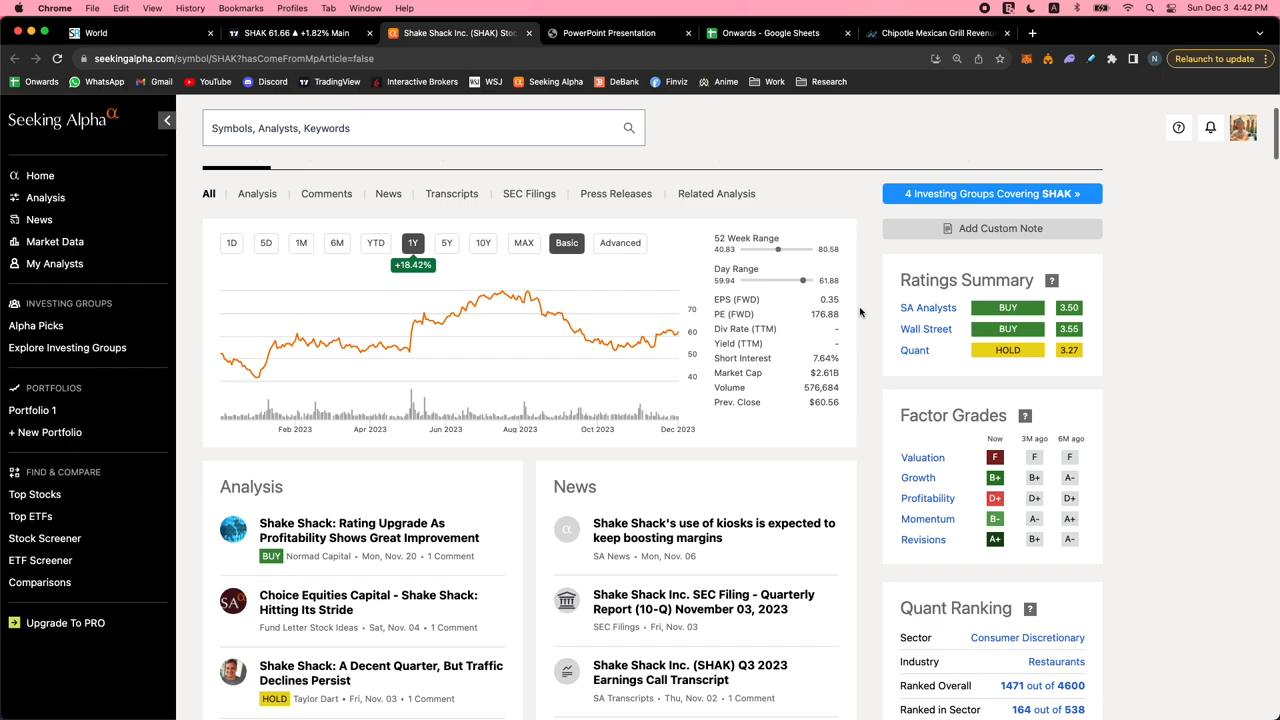 Chrome File Edit View History Bookmarks Profiles Tab Window Help
A
Sun Dec 3 4:42 PM
World
SHAK 61.66 ▲ +1.82% Main
Shake Shack Inc. (SHAK) Stoc
PowerPoint Presentation
Onwards - Google Sheets
Chipotle Mexican Grill Revenu
seekingalpha.com/symbol/SHAK?hasComeFromMpArticle=false
N
Relaunch to update
Onwards WhatsApp Gmail YouTube Discord TradingView Interactive Brokers WSJ Seeking Alpha DeBank Finviz Anime Work Research
Seeking Alpha α
Symbols, Analysts, Keywords
Home
Analysis
News
Market Data
My Analysts
INVESTING GROUPS
Alpha Picks
Explore Investing Groups
PORTFOLIOS
Portfolio 1
+ New Portfolio
FIND & COMPARE
Top Stocks
Top ETFs
Stock Screener
ETF Screener
Comparisons
Upgrade To PRO
All Analysis Comments News Transcripts SEC Filings Press Releases Related Analysis
1D 5D 1M 6M YTD 1Y 5Y 10Y MAX Basic Advanced
+18.42%
70
60
50
40
Feb 2023 Apr 2023 Jun 2023 Aug 2023 Oct 2023 Dec 2023
52 Week Range
40.83 80.58
Day Range
59.94 61.88
EPS (FWD) 0.35
PE (FWD) 176.88
Div Rate (TTM) -
Yield (TTM) -
Short Interest 7.64%
Market Cap $2.61B
Volume 576,684
Prev. Close $60.56
Analysis
Shake Shack: Rating Upgrade As
Profitability Shows Great Improvement
BUY Normad Capital • Mon, Nov. 20 • 1 Comment
SA
Choice Equities Capital - Shake Shack:
Hitting Its Stride
Fund Letter Stock Ideas • Sat, Nov. 04 • 1 Comment
Shake Shack: A Decent Quarter, But Traffic
Declines Persist
HOLD Taylor Dart • Fri, Nov. 03 • 1 Comment
News
α
Shake Shack's use of kiosks is expected to
keep boosting margins
SA News • Mon, Nov. 06
Shake Shack Inc. SEC Filing - Quarterly
Report (10-Q) November 03, 2023
SEC Filings • Fri, Nov. 03
Shake Shack Inc. (SHAK) Q3 2023
Earnings Call Transcript
SA Transcripts • Thu, Nov. 02 • 1 Comment
4 Investing Groups Covering SHAK »
Add Custom Note
Ratings Summary ?
SA Analysts BUY 3.50
Wall Street BUY 3.55
Quant HOLD 3.27
Factor Grades ?
Now 3M ago 6M ago
Valuation F F F
Growth B+ B+ A-
Profitability D+ D+ D+
Momentum B- A- A+
Revisions A+ B+ A-
Quant Ranking ?
Sector Consumer Discretionary
Industry Restaurants
Ranked Overall 1471 out of 4600
Ranked in Sector 164 out of 538